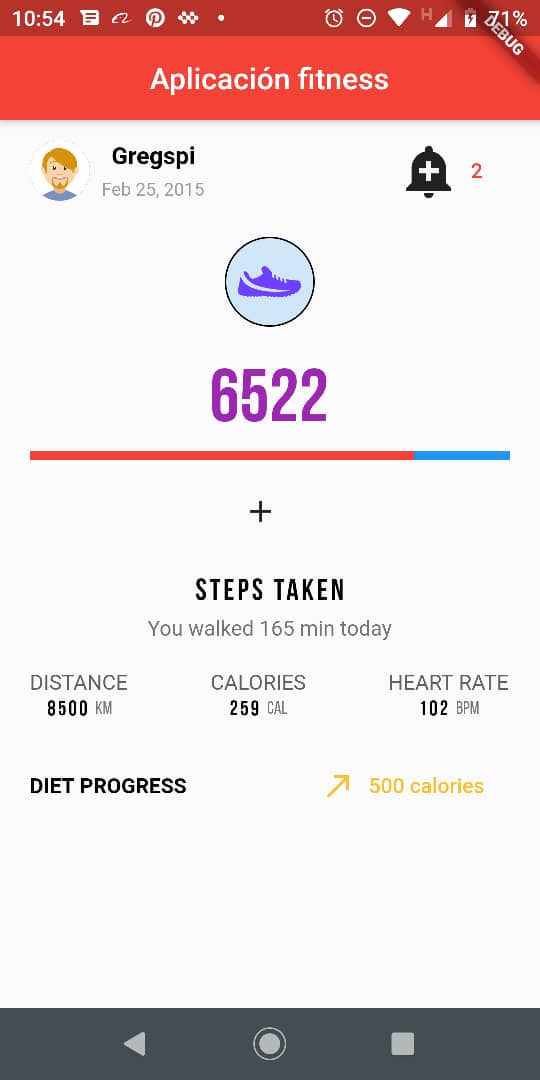 10:54 H 71%
DEBUG
Aplicación fitness
Gregspi
Feb 25, 2015
2
6522
STEPS TAKEN
You walked 165 min today
DISTANCE CALORIES HEART RATE
8500 KM 259 CAL 102 BPM
DIET PROGRESS 500 calories